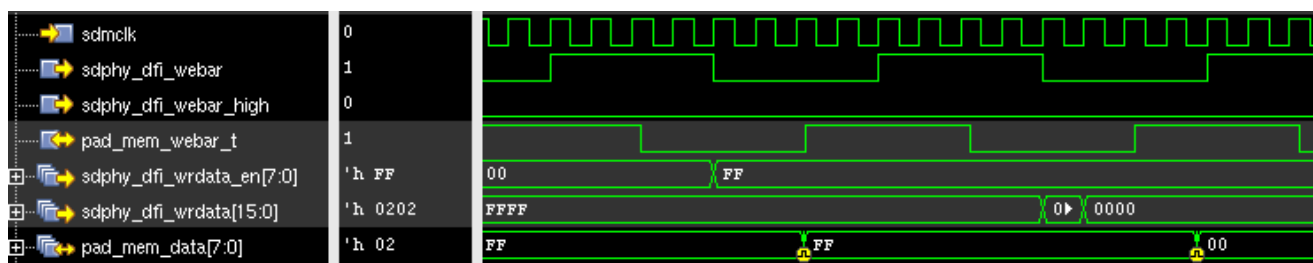 sdmclk 0
sdphy_dfi_webar 1
sdphy_dfi_webar_high 0
pad_mem_webar_t 1
sdphy_dfi_wrdata_en[7:0] 'h FF 00 FF
sdphy_dfi_wrdata[15:0] 'h 0202 FFFF 0 0000
pad_mem_data[7:0] 'h 02 FF FF 00